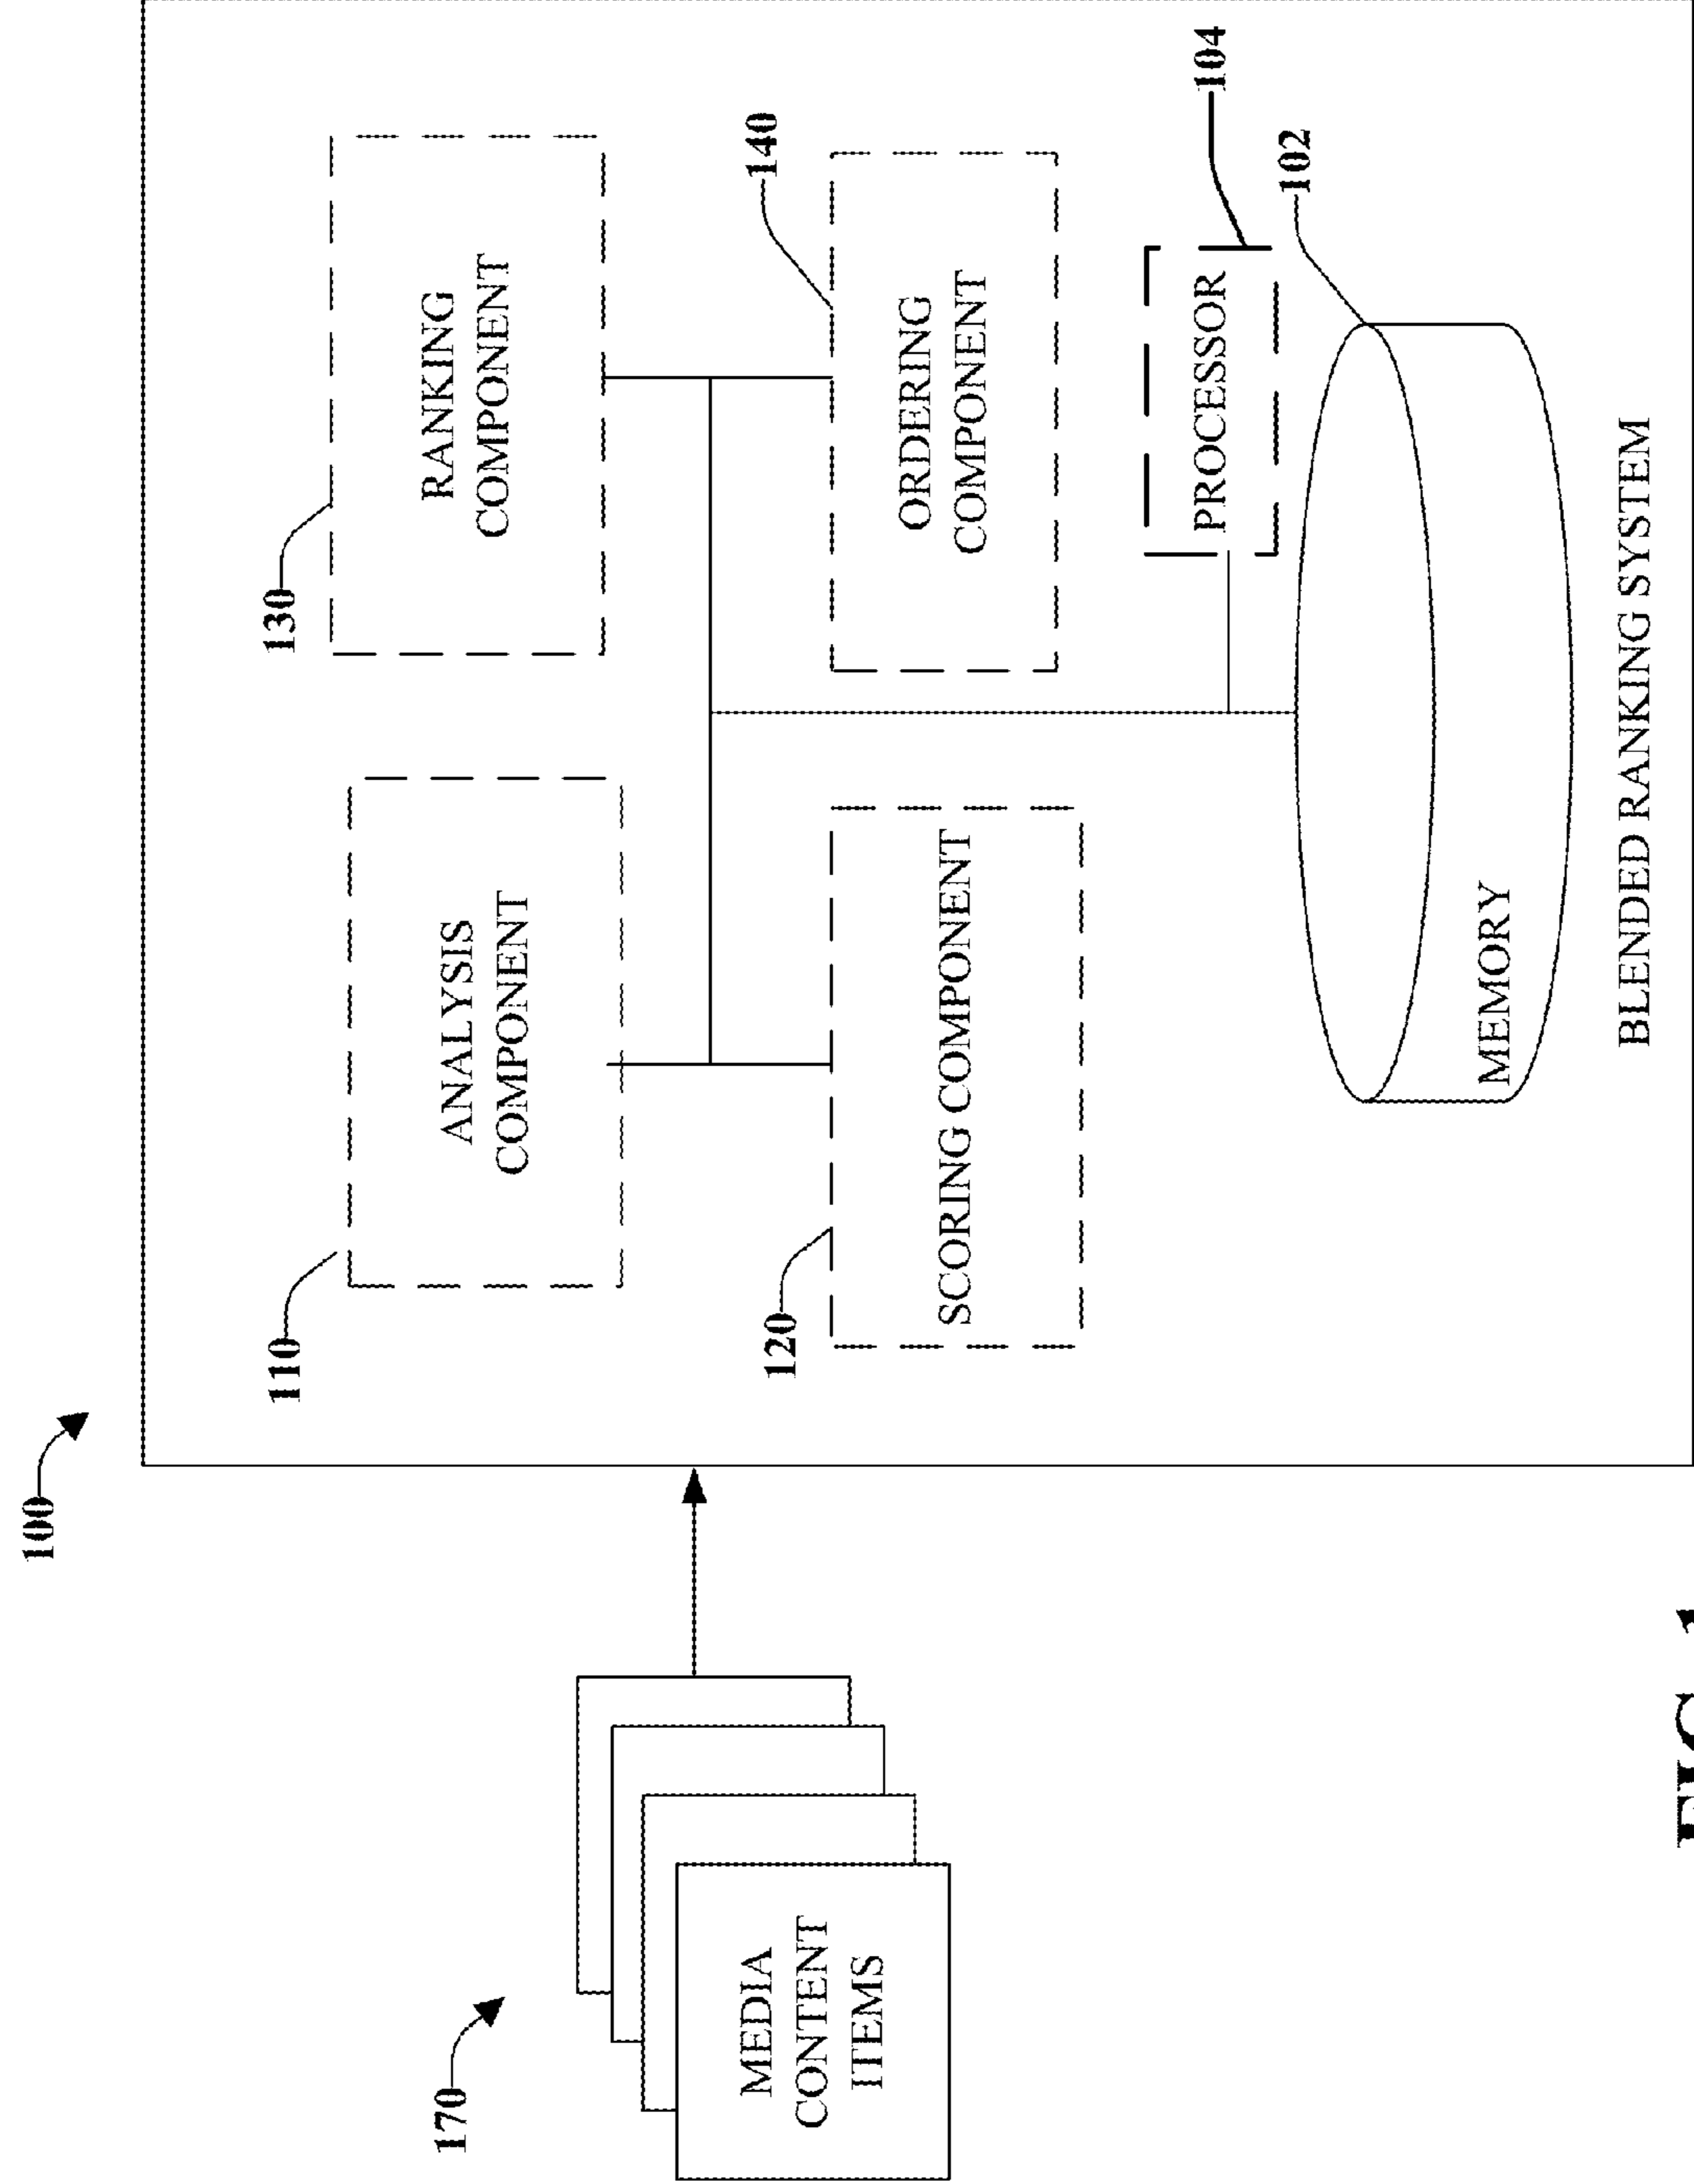 100
110
ANALYSIS
COMPONENT
130
RANKING
COMPONENT
170
MEDIA
CONTENT
ITEMS
120
SCORING COMPONENT
140
ORDERING
COMPONENT
PROCESSOR
104
102
MEMORY
BLENDED RANKING SYSTEM